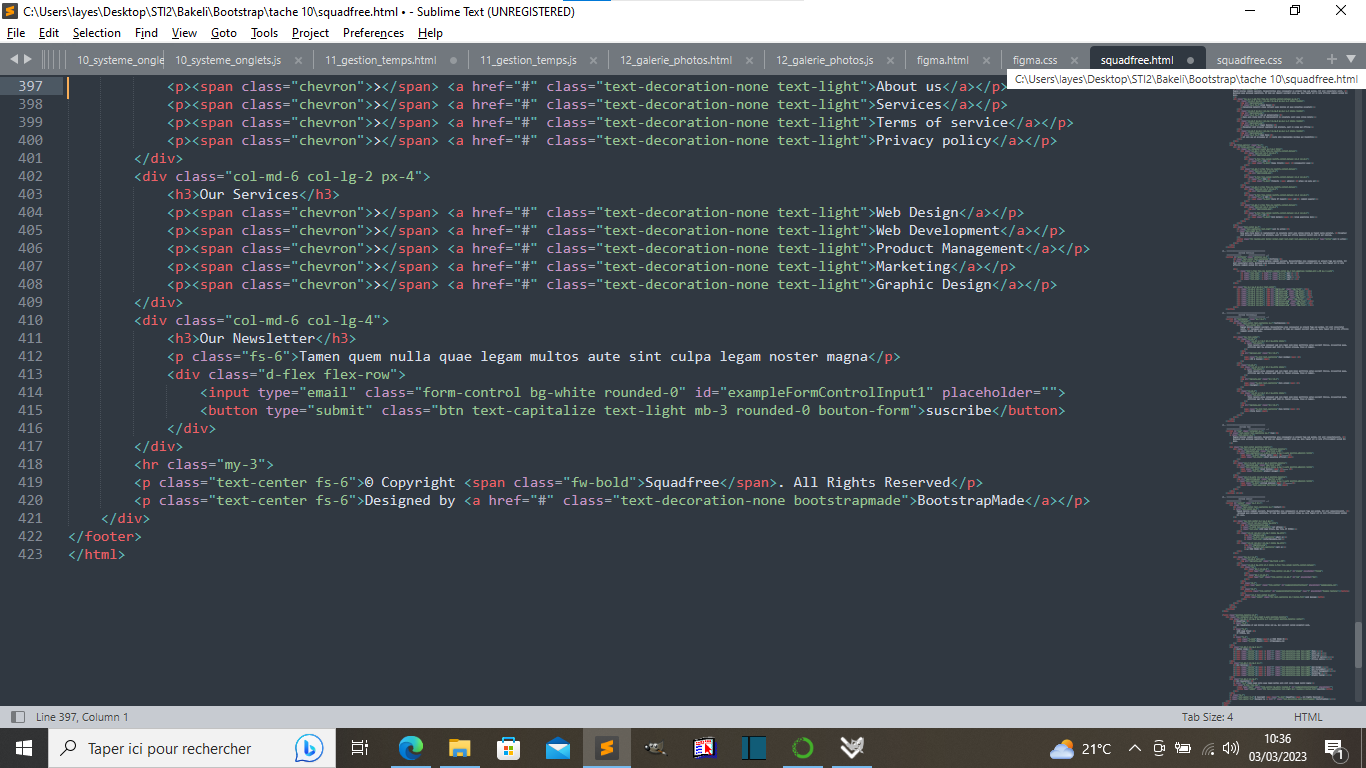 C:\Users\layes\Desktop\STI2\Bakeli\Bootstrap\tache 10\squadfree.html • - Sublime Text (UNREGISTERED)
File Edit Selection Find View Goto Tools Project Preferences Help
10_systeme_ongle 10_systeme_onglets.js 11_gestion_temps.html 11_gestion_temps.js 12_galerie_photos.html 12_galerie_photos.js figma.html figma.css squadfree.html squadfree.css
C:\Users\layes\Desktop\STI2\Bakeli\Bootstrap\tache 10\squadfree.html
397 <p><span class="chevron">></span> <a href="#" class="text-decoration-none text-light">About us</a></p>
398 <p><span class="chevron">></span> <a href="#" class="text-decoration-none text-light">Services</a></p>
399 <p><span class="chevron">></span> <a href="#" class="text-decoration-none text-light">Terms of service</a></p>
400 <p><span class="chevron">></span> <a href="#" class="text-decoration-none text-light">Privacy policy</a></p>
401 </div>
402 <div class="col-md-6 col-lg-2 px-4">
403 <h3>Our Services</h3>
404 <p><span class="chevron">></span> <a href="#" class="text-decoration-none text-light">Web Design</a></p>
405 <p><span class="chevron">></span> <a href="#" class="text-decoration-none text-light">Web Development</a></p>
406 <p><span class="chevron">></span> <a href="#" class="text-decoration-none text-light">Product Management</a></p>
407 <p><span class="chevron">></span> <a href="#" class="text-decoration-none text-light">Marketing</a></p>
408 <p><span class="chevron">></span> <a href="#" class="text-decoration-none text-light">Graphic Design</a></p>
409 </div>
410 <div class="col-md-6 col-lg-4">
411 <h3>Our Newsletter</h3>
412 <p class="fs-6">Tamen quem nulla quae legam multos aute sint culpa legam noster magna</p>
413 <div class="d-flex flex-row">
414 <input type="email" class="form-control bg-white rounded-0" id="exampleFormControlInput1" placeholder="">
415 <button type="submit" class="btn text-capitalize text-light mb-3 rounded-0 bouton-form">suscribe</button>
416 </div>
417 </div>
418 <hr class="my-3">
419 <p class="text-center fs-6">© Copyright <span class="fw-bold">Squadfree</span>. All Rights Reserved</p>
420 <p class="text-center fs-6">Designed by <a href="#" class="text-decoration-none bootstrapmade">BootstrapMade</a></p>
421 </div>
422 </footer>
423 </html>
Line 397, Column 1 Tab Size: 4 HTML
Taper ici pour rechercher 21°C 10:36
03/03/2023 1